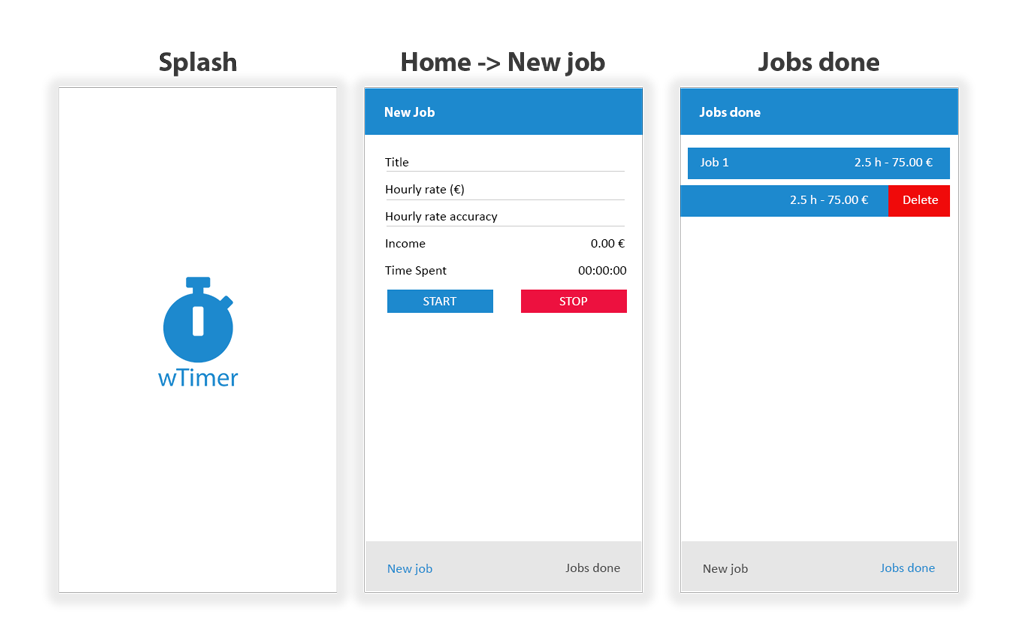 Splash
wTimer
Home -> New job
New Job
Title
Hourly rate (€)
Hourly rate accuracy
Income 0.00 €
Time Spent 00:00:00
START STOP
New job Jobs done
Jobs done
Jobs done
Job 1 2.5 h - 75.00 €
2.5 h - 75.00 € Delete
New job Jobs done